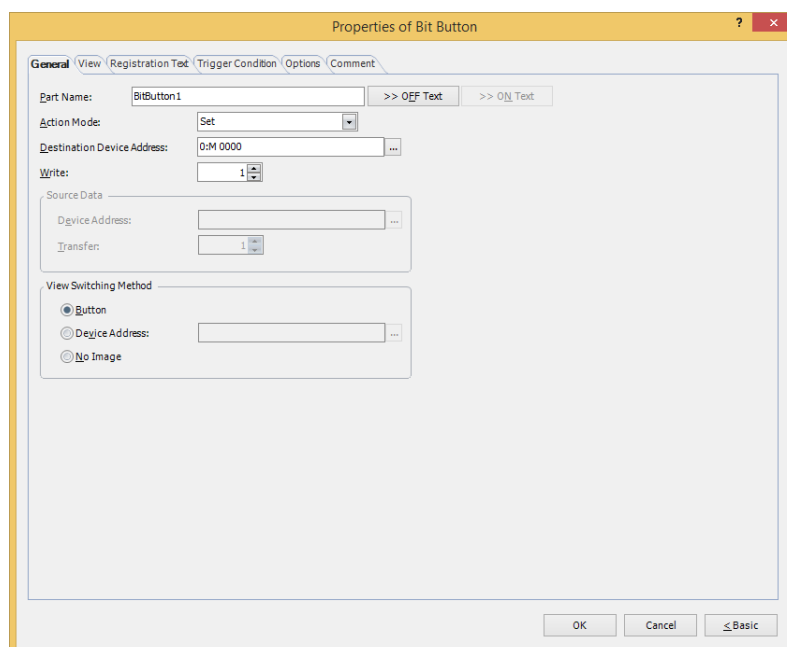 Properties of Bit Button ? ×
General View Registration Text Trigger Condition Options Comment
Part Name: BitButton1 >> OFF Text >> ON Text
Action Mode: Set
Destination Device Address: 0:M 0000 ...
Write: 1
Source Data
Device Address: ...
Transfer: 1
View Switching Method
Button
Device Address: ...
No Image
OK Cancel < Basic